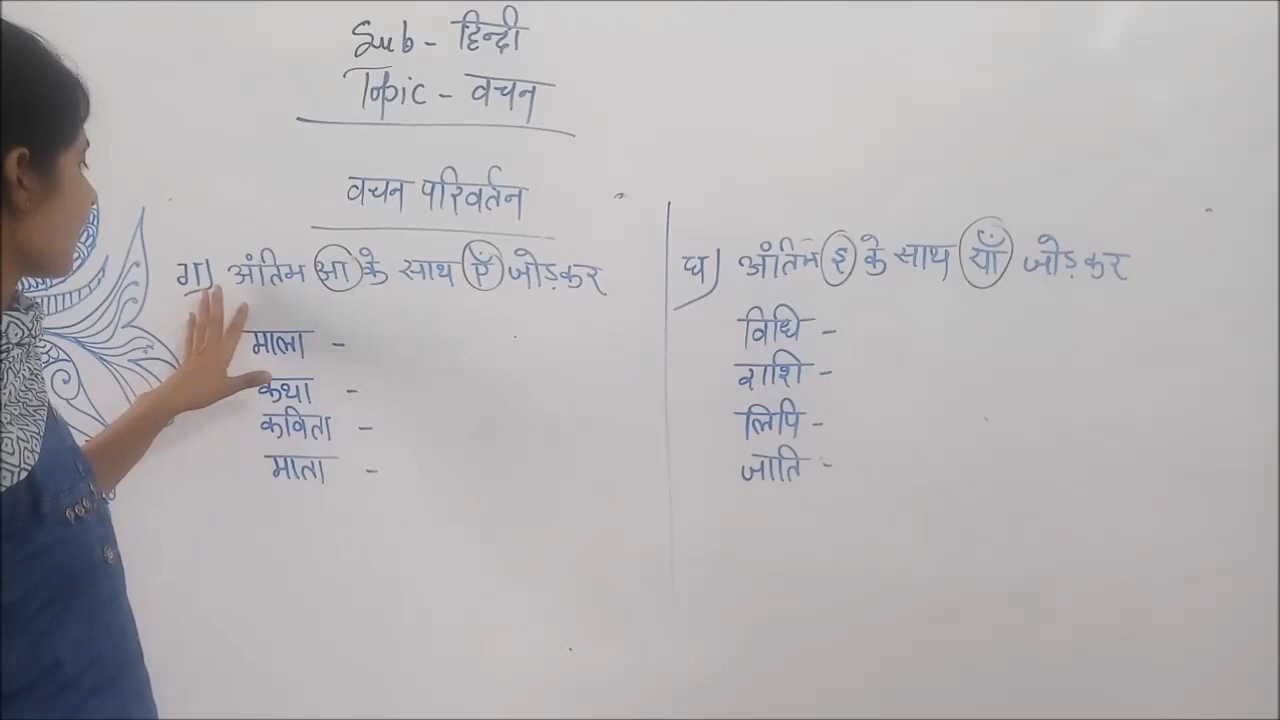 Sub - हिन्दी
Topic - वचन
वचन परिवर्तन
ग) अंतिम आ के साथ एँ जोड़कर
माला -
कथा -
कविता -
माता -
घ) अंतिम इ के साथ याँ जोड़कर
विधि -
राशि -
लिपि -
जाति -